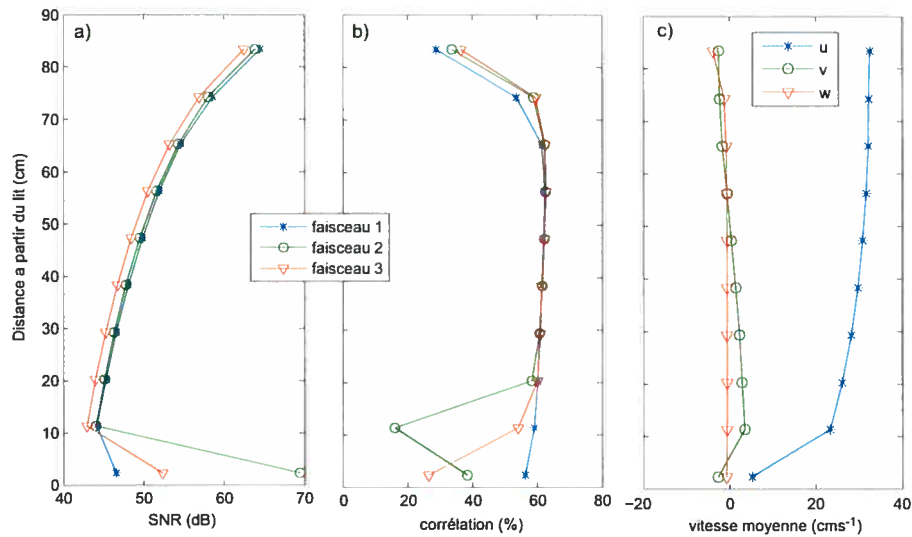 a)
b)
c)
Distance a partir du lit (cm)
90
80
70
60
50
40
30
20
10
0
40
50
60
70
SNR (dB)
faisceau 1
faisceau 2
faisceau 3
0
20
40
60
80
corrélation (%)
u
v
w
-20
0
20
40
vitesse moyenne (cms-1)